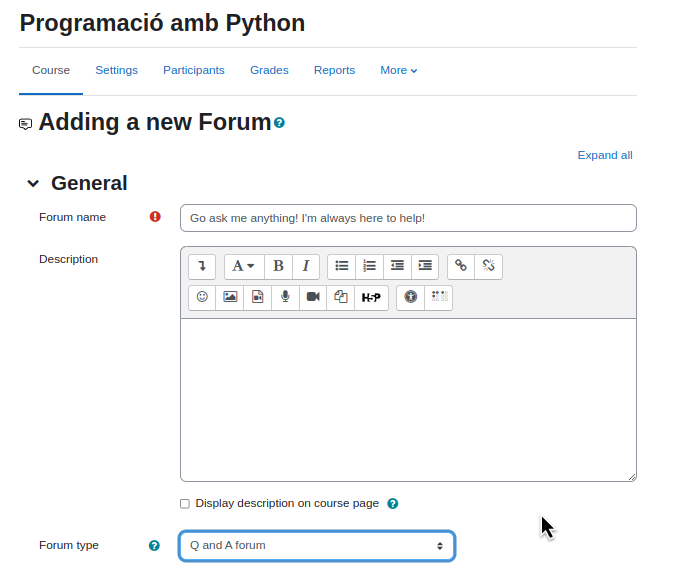 Programació amb Python
Course Settings Participants Grades Reports More
Adding a new Forum
Expand all
General
Forum name Go ask me anything! I'm always here to help!
Description
A B I
H-P
Display description on course page
Forum type Q and A forum